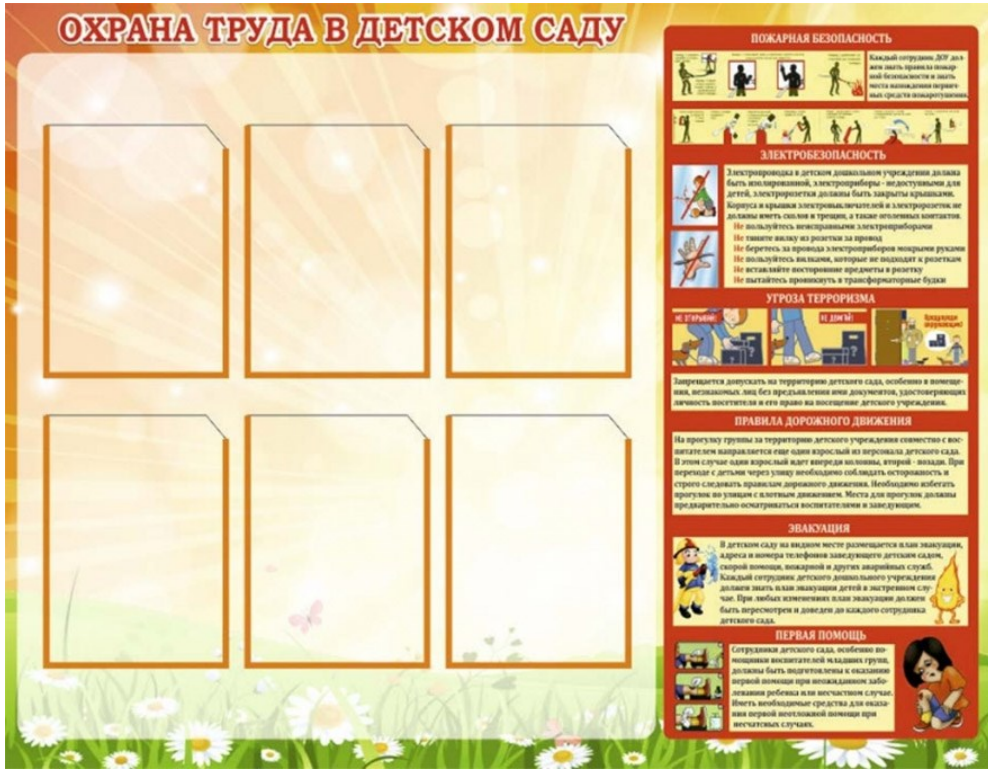 ОХРАНА ТРУДА В ДЕТСКОМ САДУ
ПОЖАРНАЯ БЕЗОПАСНОСТЬ
Каждый сотрудник ДОУ дол-
жен знать правила пожар-
ной безопасности и знать
места нахождения первич-
ных средств пожаротушения.
ЭЛЕКТРОБЕЗОПАСНОСТЬ
Электропроводка в детском дошкольном учреждении должна
быть изолированной, электроприборы - недоступными для
детей, электророзетки должны быть закрыты крышками.
Корпуса и крышки электровыключателей и электророзеток не
должны иметь сколов и трещин, а также оголенных контактов.
Не пользуйтесь неисправными электроприборами
Не тяните вилку из розетки за провод
Не беретесь за провода электроприборов мокрыми руками
Не пользуйтесь вилками, которые не подходят к розеткам
Не вставляйте посторонние предметы в розетку
Не пытайтесь проникнуть в трансформаторные будки
УГРОЗА ТЕРРОРИЗМА
НЕ ОТКРЫВАЙ!
НЕ ДВИГАЙ!
Запрещается допускать на территорию детского сада, особенно в помеще-
ния, незнакомых лиц без предъявления ими документов, удостоверяющих
личность посетителя и его право на посещение детского учреждения.
ПРАВИЛА ДОРОЖНОГО ДВИЖЕНИЯ
На прогулку группы за территорию детского учреждения совместно с вос-
питателем направляется еще один взрослый из персонала детского сада.
В этом случае один взрослый идет впереди колонны, второй - позади. При
переходе с детьми через улицу необходимо соблюдать осторожность и
строго следовать правилам дорожного движения. Необходимо избегать
прогулок по улицам с плотным движением. Места для прогулок должны
предварительно осматриваться воспитателями и заведующим.
ЭВАКУАЦИЯ
В детском саду на видном месте размещается план эвакуации,
адреса и номера телефонов заведующего детским садом,
скорой помощи, пожарной и других аварийных служб.
Каждый сотрудник детского дошкольного учреждения
должен знать план эвакуации детей в экстренном слу-
чае. При любых изменениях план эвакуации должен
быть пересмотрен и доведен до каждого сотрудника
детского сада.
ПЕРВАЯ ПОМОЩЬ
Сотрудники детского сада, особенно по-
мощники воспитателей младших групп,
должны быть подготовлены к оказанию
первой помощи при неожиданном забо-
левании ребенка или несчастном случае.
Иметь необходимые средства для оказа-
ния первой неотложной помощи при
несчатсных случаях.